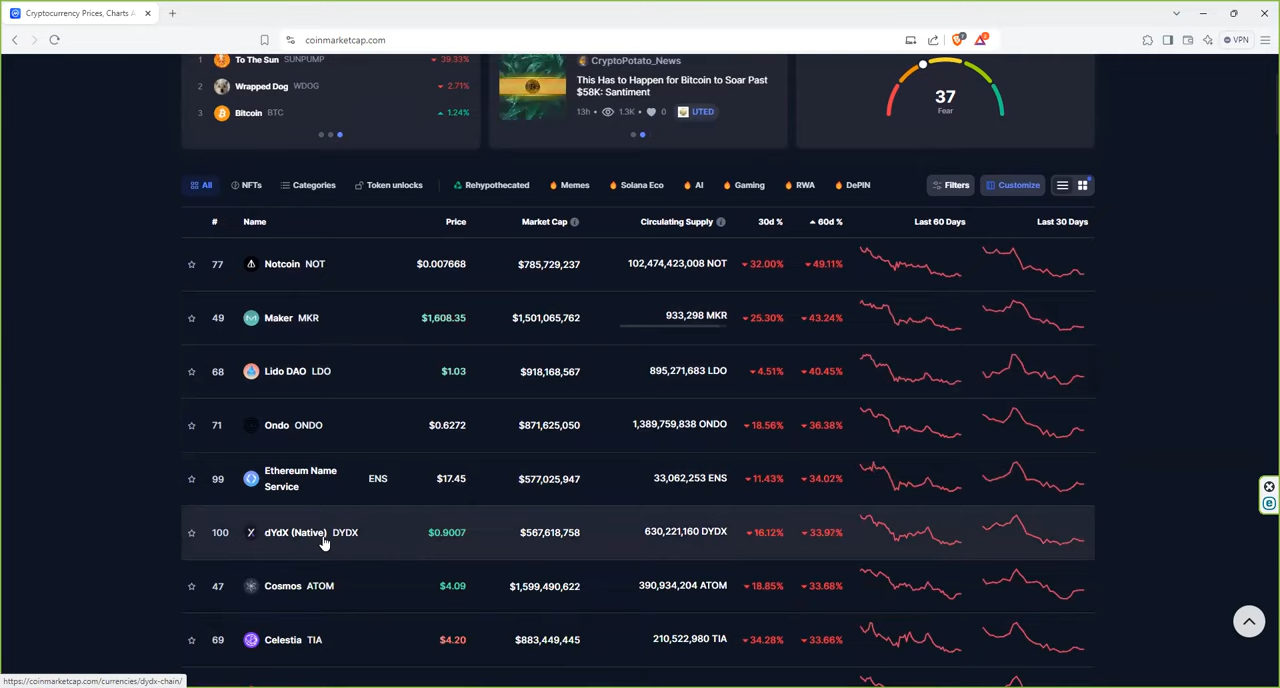 Cryptocurrency Prices, Charts A
coinmarketcap.com
VPN
1 To The Sun SUNPUMP 39.33%
2 Wrapped Dog WDOG 2.71%
3 Bitcoin BTC 1.24%
CryptoPotato_News
This Has to Happen for Bitcoin to Soar Past
$58K: Santiment
13h • 1.3K • 0 UTED
37
Fear
All NFTs Categories Token unlocks Rehypothecated Memes Solana Eco AI Gaming RWA DePIN Filters Customize
# Name Price Market Cap Circulating Supply 30d % 60d % Last 60 Days Last 30 Days
77 Notcoin NOT $0.007668 $785,729,237 102,474,423,008 NOT 32.00% 49.11%
49 Maker MKR $1,608.35 $1,501,065,762 933,298 MKR 25.30% 43.24%
68 Lido DAO LDO $1.03 $918,168,567 895,271,683 LDO 4.51% 40.45%
71 Ondo ONDO $0.6272 $871,625,050 1,389,759,838 ONDO 18.56% 36.38%
99 Ethereum Name
Service ENS $17.45 $577,025,947 33,062,253 ENS 11.43% 34.02%
100 dYdX (Native) DYDX $0.9007 $567,618,758 630,221,160 DYDX 16.12% 33.97%
47 Cosmos ATOM $4.09 $1,599,490,622 390,934,204 ATOM 18.85% 33.68%
69 Celestia TIA $4.20 $883,449,445 210,522,980 TIA 34.28% 33.66%
https://coinmarketcap.com/currencies/dydx-chain/